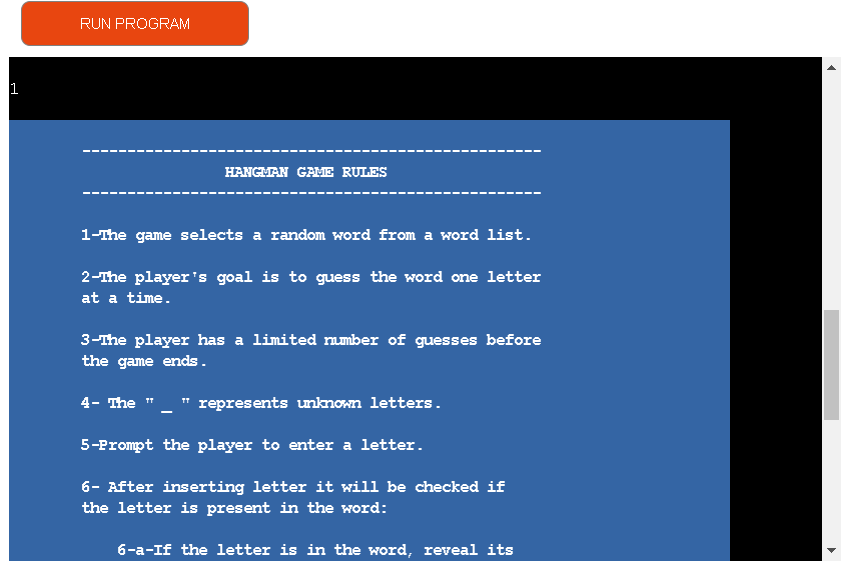 RUN PROGRAM
1
---------------------------------------------------
HANGMAN GAME RULES
---------------------------------------------------
1-The game selects a random word from a word list.
2-The player's goal is to guess the word one letter
at a time.
3-The player has a limited number of guesses before
the game ends.
4- The " _ " represents unknown letters.
5-Prompt the player to enter a letter.
6- After inserting letter it will be checked if
the letter is present in the word:
6-a-If the letter is in the word, reveal its